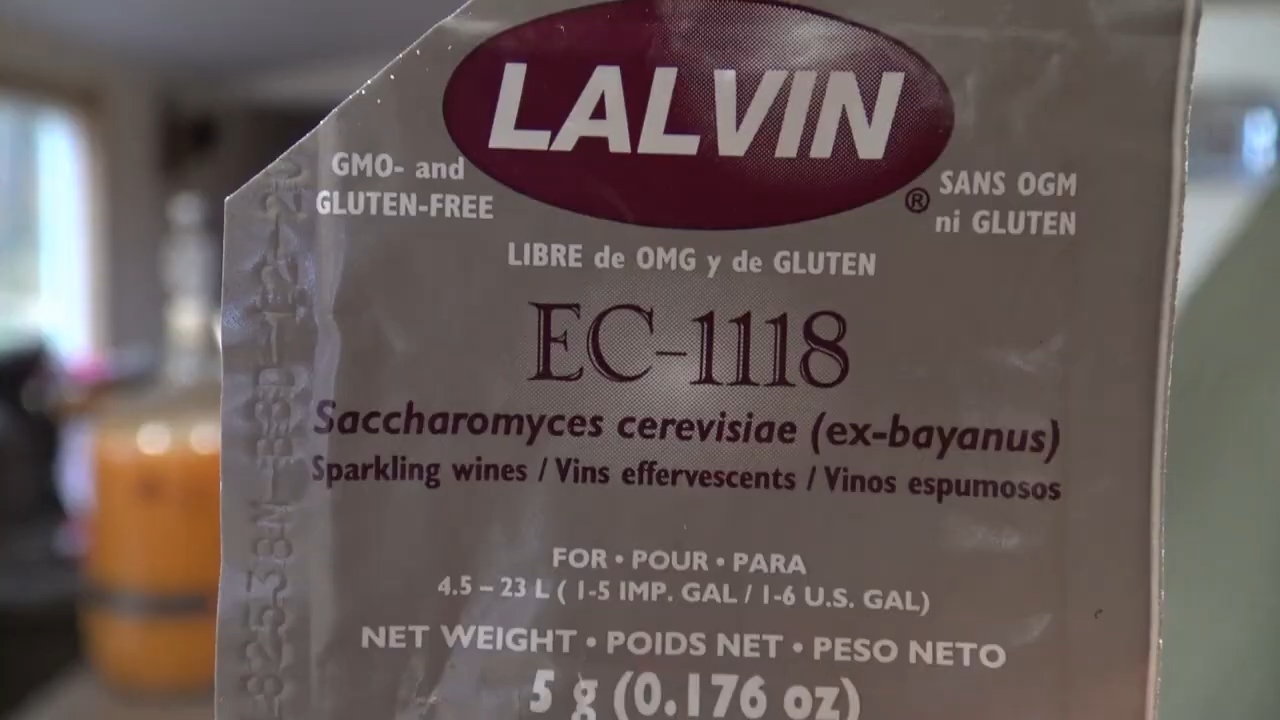 LALVIN
®
GMO- and
GLUTEN-FREE
SANS OGM
ni GLUTEN
LIBRE de OMG y de GLUTEN
EC-1118
Saccharomyces cerevisiae (ex-bayanus)
Sparkling wines / Vins effervescents / Vinos espumosos
FOR • POUR • PARA
4.5 – 23 L ( 1-5 IMP. GAL / 1-6 U.S. GAL)
NET WEIGHT • POIDS NET • PESO NETO
5 g (0.176 oz)